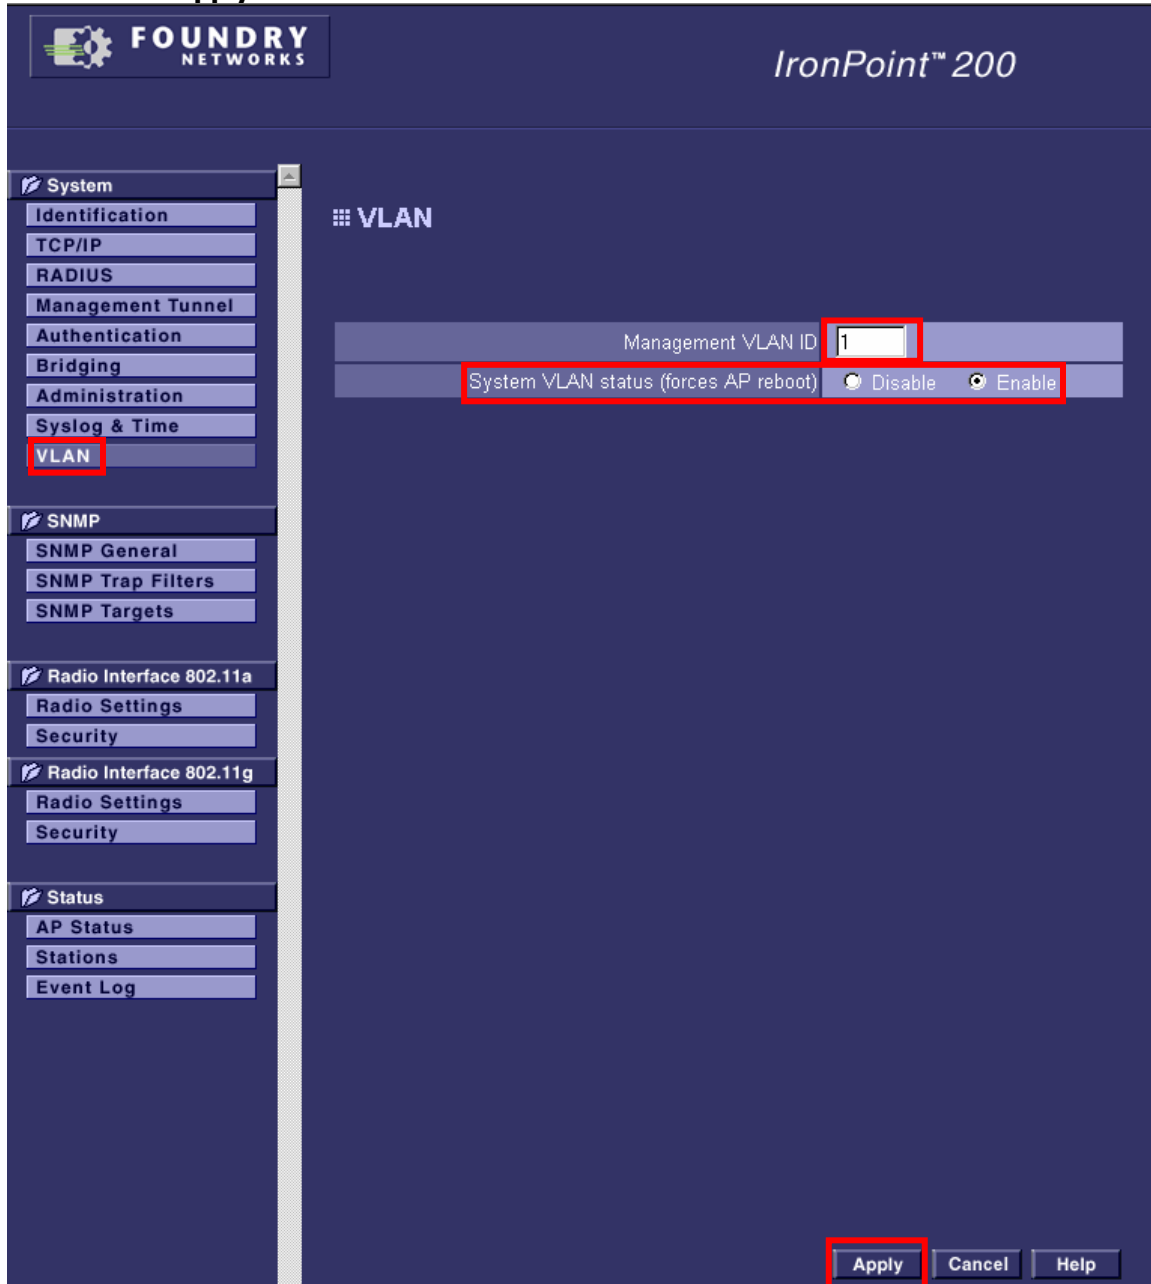 FOUNDRY
NETWORKS
IronPoint™ 200
System
Identification
TCP/IP
RADIUS
Management Tunnel
Authentication
Bridging
Administration
Syslog & Time
VLAN
SNMP
SNMP General
SNMP Trap Filters
SNMP Targets
Radio Interface 802.11a
Radio Settings
Security
Radio Interface 802.11g
Radio Settings
Security
Status
AP Status
Stations
Event Log
VLAN
Management VLAN ID 1
System VLAN status (forces AP reboot) Disable Enable
Apply Cancel Help